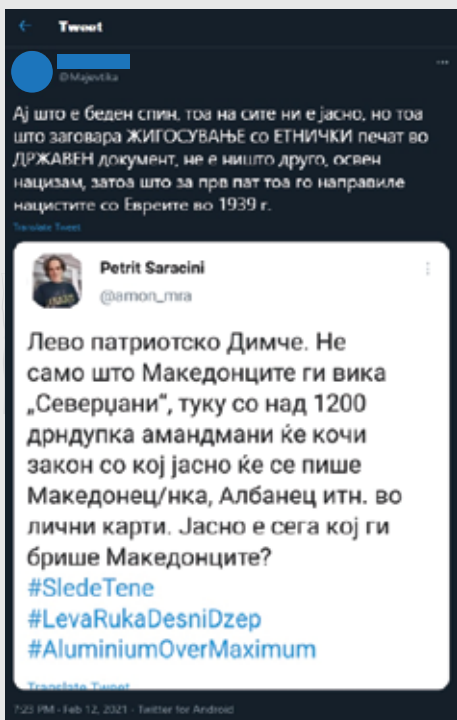 Tweet
@Majevtika
Ај што е беден спин, тоа на сите ни е јасно, но тоа
што заговара ЖИГОСУВАЊЕ со ЕТНИЧКИ печат во
ДРЖАВЕН документ, не е ништо друго, освен
нацизам, затоа што за прв пат тоа го направиле
нацистите со Евреите во 1939 г.
Translate Tweet
Petrit Saracini
@amon_mra
Лево патриотско Димче. Не
само што Македонците ги вика
„Северџани“, туку со над 1200
дрндупка амандмани ќе кочи
закон со кој јасно ќе се пише
Македонец/нка, Албанец итн. во
лични карти. Јасно е сега кој ги
брише Македонците?
#SledeTene
#LevaRukaDesniDzep
#AluminiumOverMaximum
Translate Tweet
7:23 PM · Feb 12, 2021 · Twitter for Android